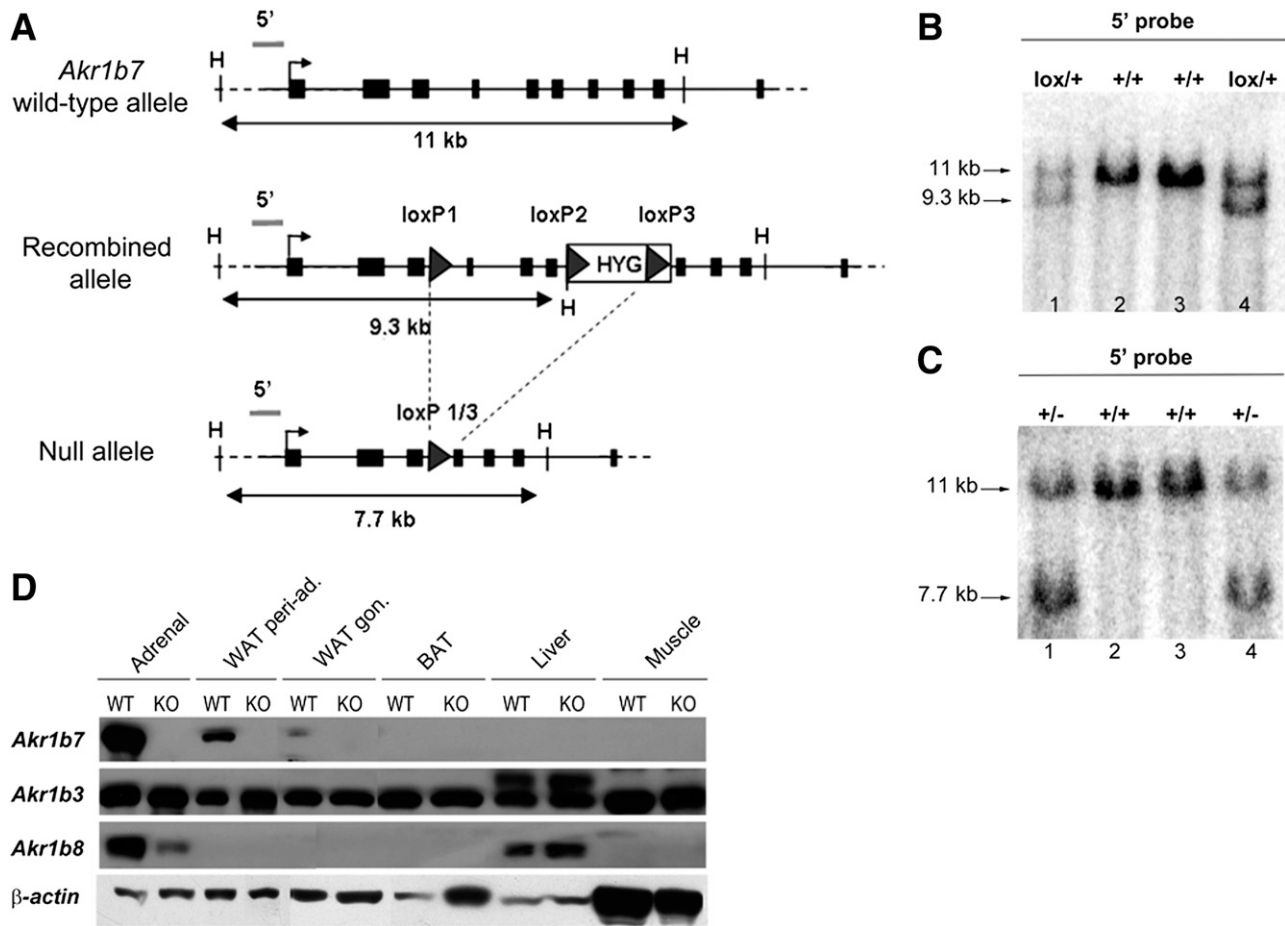 A
Akr1b7
wild-type allele
5'
H
H
11 kb
Recombined
allele
5'
H
loxP1
loxP2
loxP3
H
HYG
H
9.3 kb
Null allele
5'
H
loxP 1/3
H
7.7 kb
B
5' probe
lox/+ +/+ +/+ lox/+
11 kb
9.3 kb
1 2 3 4
C
5' probe
+/- +/+ +/+ +/-
11 kb
7.7 kb
1 2 3 4
D
Adrenal WAT peri-ad. WAT gon. BAT Liver Muscle
WT KO WT KO WT KO WT KO WT KO WT KO
Akr1b7
Akr1b3
Akr1b8
β-actin